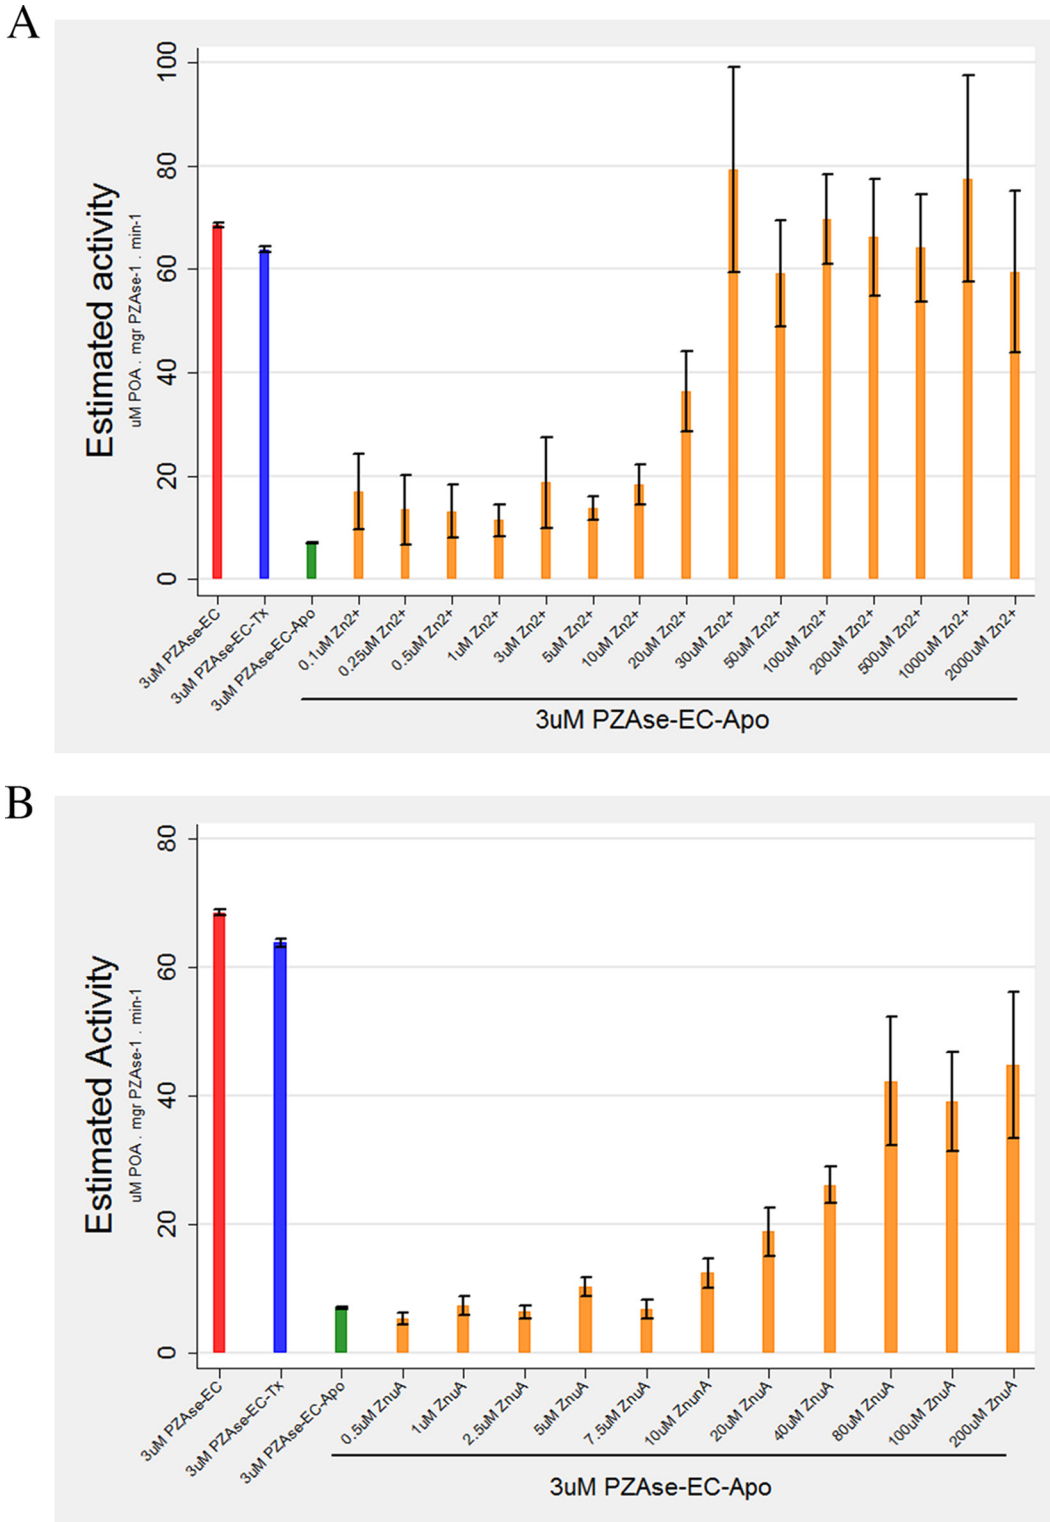 A
Estimated activity
uM POA . mgr PZAse-1 . min-1
100
80
60
40
20
0
3uM PZAse-EC
3uM PZAse-EC-Tx
3uM PZAse-EC-Apo
0.1uM Zn2+
0.25uM Zn2+
0.5uM Zn2+
1uM Zn2+
3uM Zn2+
5uM Zn2+
10uM Zn2+
20uM Zn2+
30uM Zn2+
50uM Zn2+
100uM Zn2+
200uM Zn2+
500uM Zn2+
1000uM Zn2+
2000uM Zn2+
3uM PZAse-EC-Apo
B
Estimated Activity
uM POA . mgr PZAse-1 . min-1
80
60
40
20
0
3uM PZAse-EC
3uM PZAse-EC-Tx
3uM PZAse-EC-Apo
0.5uM ZnuA
1uM ZnuA
2.5uM ZnuA
5uM ZnuA
7.5uM ZnuA
10uM ZnunA
20uM ZnuA
40uM ZnuA
80uM ZnuA
100uM ZnuA
200uM ZnuA
3uM PZAse-EC-Apo